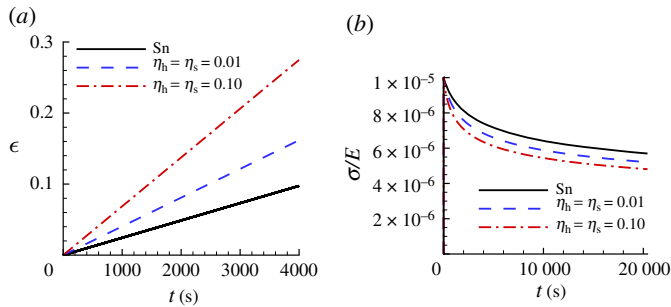 (a)
0.3
0.2
0.1
ϵ
Sn
η_h = η_s = 0.01
η_h = η_s = 0.10
0 1000 2000 3000 4000
t (s)
(b)
1 × 10⁻⁵
8 × 10⁻⁶
6 × 10⁻⁶
4 × 10⁻⁶
2 × 10⁻⁶
σ/E
Sn
η_h = η_s = 0.01
η_h = η_s = 0.10
0 10 000 20 000
t (s)